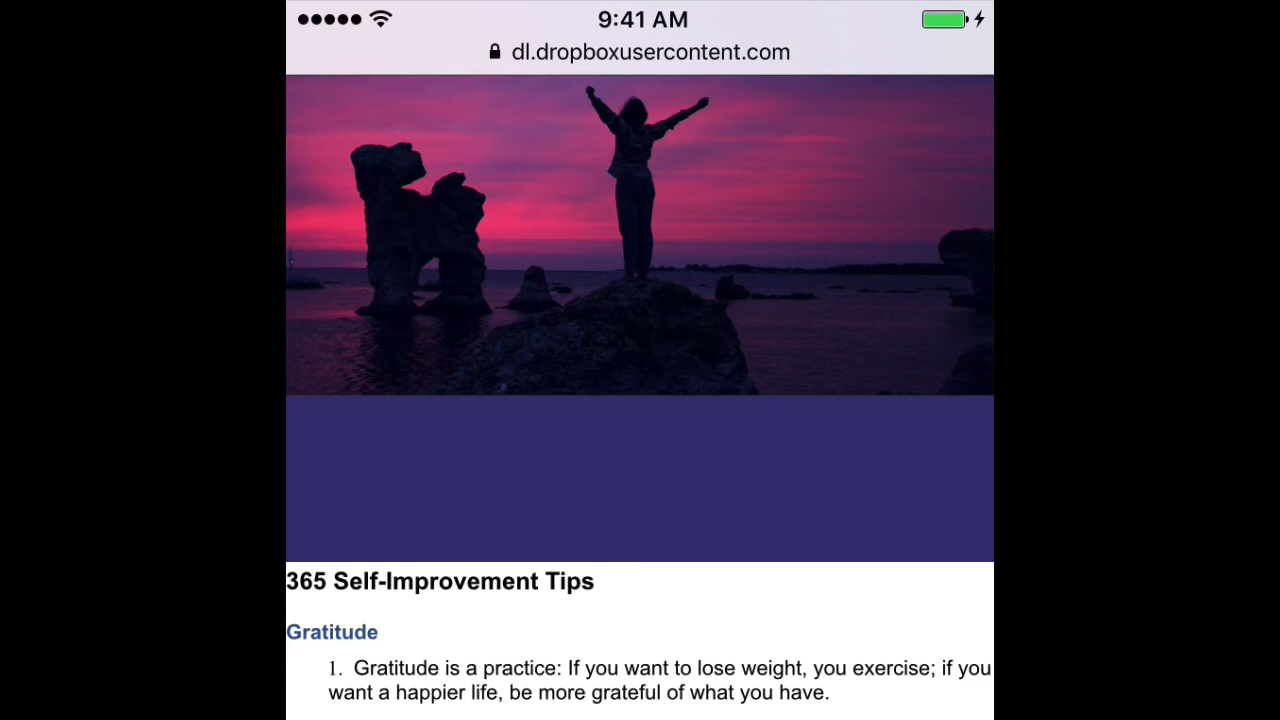 9:41 AM
dl.dropboxusercontent.com
365 Self-Improvement Tips
Gratitude
1. Gratitude is a practice: If you want to lose weight, you exercise; if you
want a happier life, be more grateful of what you have.